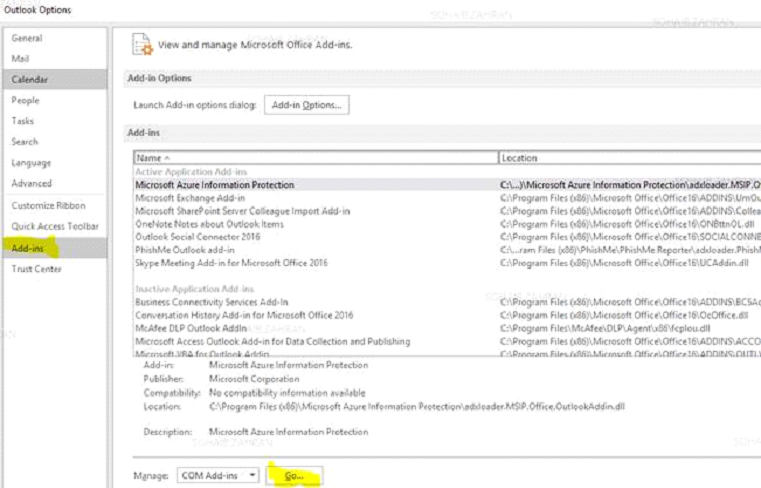 Outlook Options
General
Mail
Calendar
People
Tasks
Search
Language
Advanced
Customize Ribbon
Quick Access Toolbar
Add-ins
Trust Center
View and manage Microsoft Office Add-ins.
Add-in Options
Launch Add-in options dialog: Add-in Options...
Add-ins
Name Location
Active Application Add-ins
Microsoft Azure Information Protection C:\...)\Microsoft Azure Information Protection\adxloader.MSIP.O
Microsoft Exchange Add-in C:\Program Files (x86)\Microsoft Office\Office16\ADDINS\UmOu
Microsoft SharePoint Server Colleague Import Add-in C:\Program Files (x86)\Microsoft Office\Office16\ADDINS\Collea
OneNote Notes about Outlook Items C:\Program Files (x86)\Microsoft Office\Office16\ONBttnOL.dll
Outlook Social Connector 2016 C:\Program Files (x86)\Microsoft Office\Office16\SOCIALCONNE
PhishMe Outlook add-in C:\...ram Files (x86)\PhishMe\PhishMe Reporter\adxloader.Phish
Skype Meeting Add-in for Microsoft Office 2016 C:\Program Files (x86)\Microsoft Office\Office16\UCAddin.dll
Inactive Application Add-ins
Business Connectivity Services Add-In C:\Program Files (x86)\Microsoft Office\Office16\ADDINS\BCSAd
Conversation History Add-in for Microsoft Office 2016 C:\Program Files (x86)\Microsoft Office\Office16\OcOffice.dll
McAfee DLP Outlook AddIn C:\Program Files\McAfee\DLP\Agent\x86\fcplou.dll
Microsoft Access Outlook Add-in for Data Collection and Publishing C:\Program Files (x86)\Microsoft Office\Office16\ADDINS\ACCO
Microsoft VBA for Outlook Addin C:\Program Files (x86)\Microsoft Office\Office16\ADDINS\OUTL
Add-in: Microsoft Azure Information Protection
Publisher: Microsoft Corporation
Compatibility: No compatibility information available
Location: C:\Program Files (x86)\Microsoft Azure Information Protection\adxloader.MSIP.Office.OutlookAddin.dll
Description: Microsoft Azure Information Protection
Manage: COM Add-ins Go...